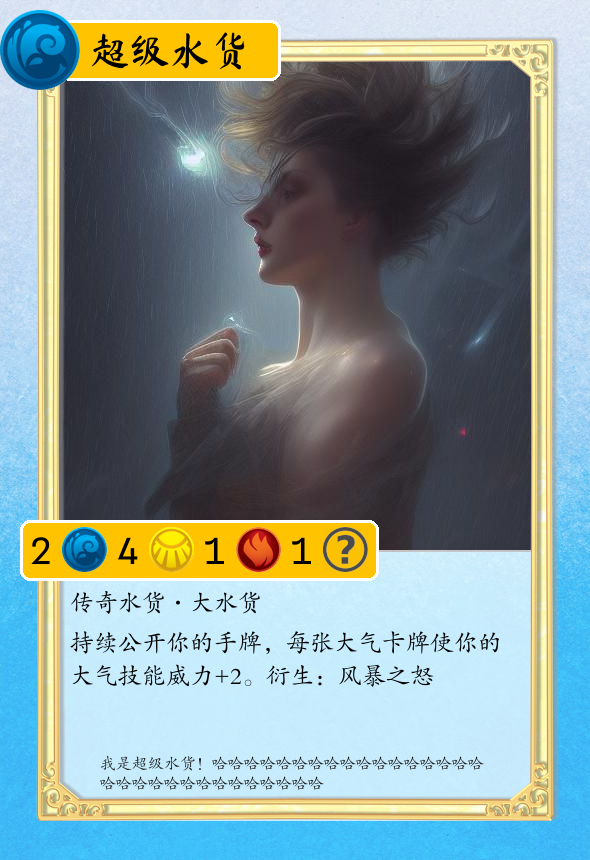 超级水货
2 4 1 1 ?
传奇水货·大水货
持续公开你的手牌，每张大气卡牌使你的
大气技能威力+2。衍生：风暴之怒
我是超级水货！哈哈哈哈哈哈哈哈哈哈哈哈哈哈哈哈哈
哈哈哈哈哈哈哈哈哈哈哈哈哈哈